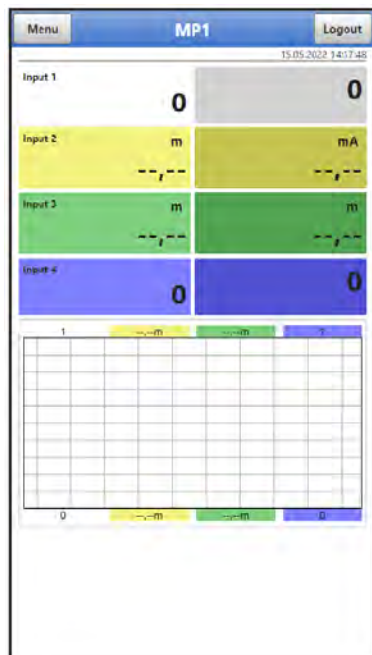 Menu MP1 Logout
15.05.2022 14:17:48
Input 1
0 0
Input 2 m mA
--,-- --,--
Input 3 m m
--,-- --,--
Input 4
0 0
1 --,--m --,--m 1
0 --,--m --,--m 0